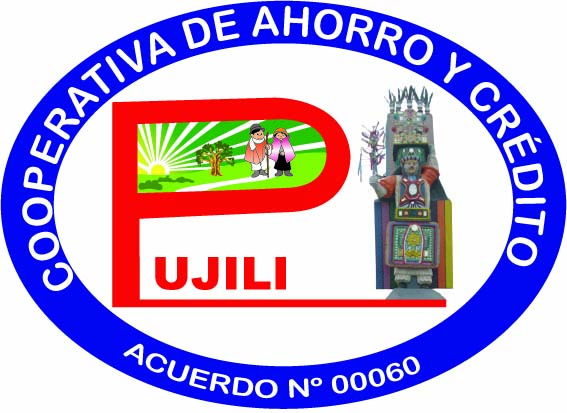 COOPERATIVA DE AHORRO Y CRÉDITO
PUJILI
ACUERDO Nº 00060